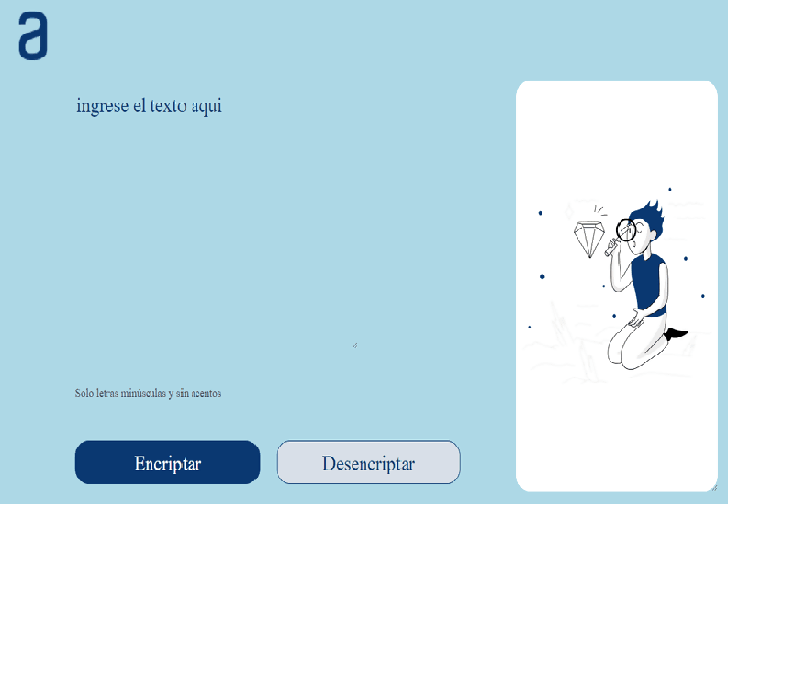 a
ingrese el texto aqui
Solo letras minúsculas y sin acentos
Encriptar
Desencriptar